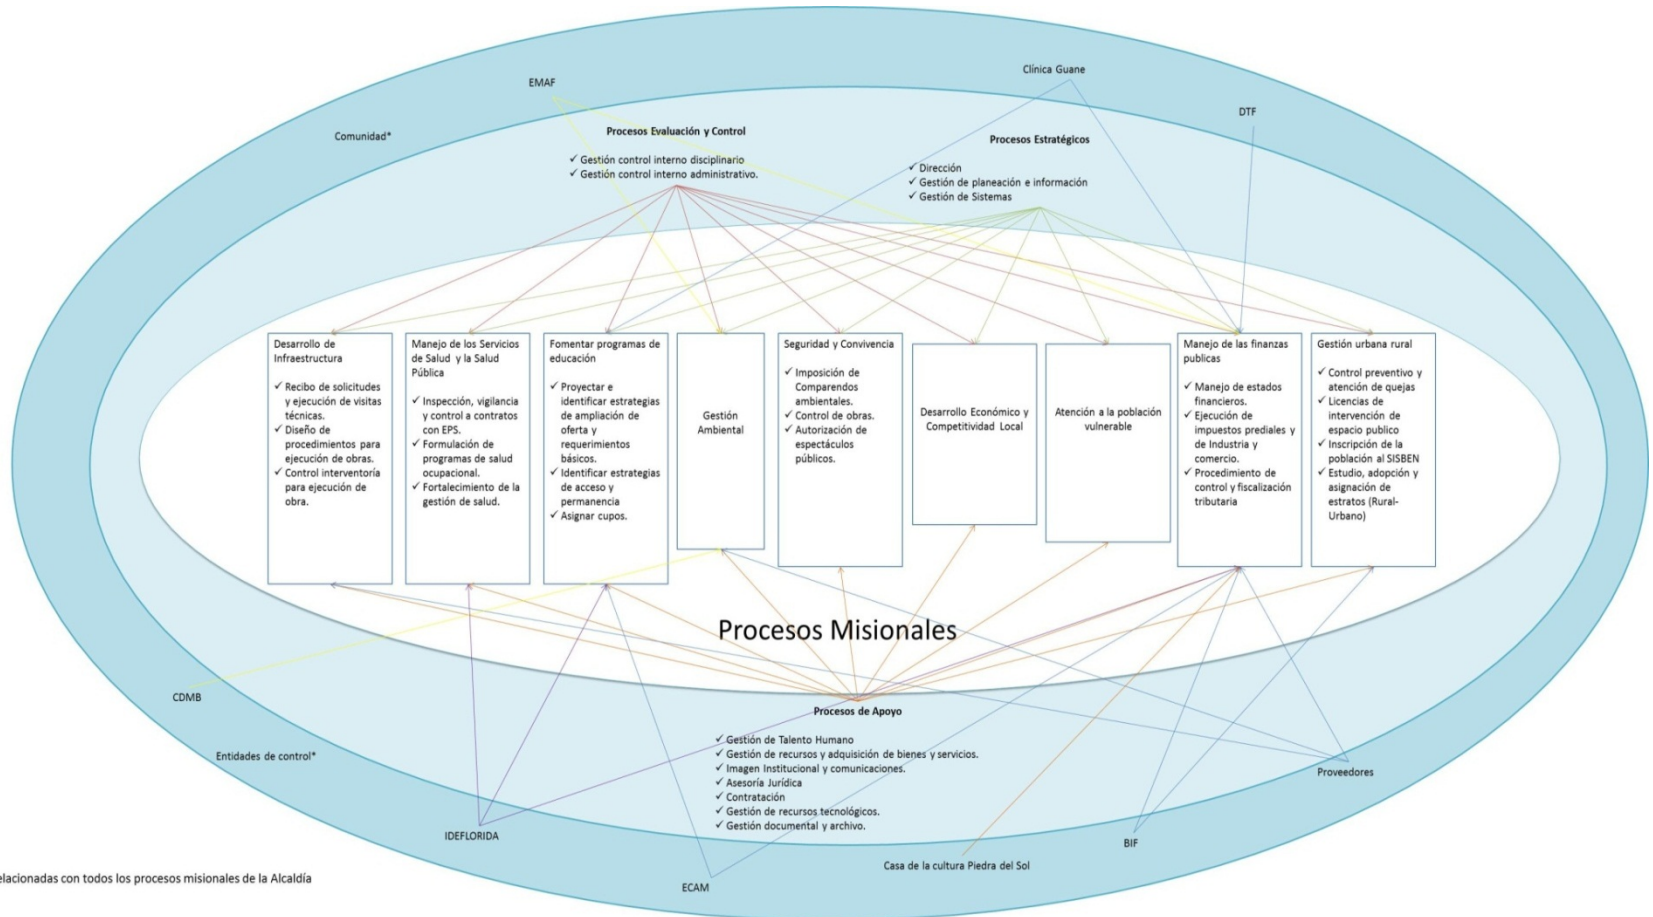 EMAF
Clínica Guane
DTF
Comunidad*
Procesos Evaluación y Control
✓ Gestión control interno disciplinario
✓ Gestión control interno administrativo.
Procesos Estratégicos
✓ Dirección
✓ Gestión de planeación e información
✓ Gestión de Sistemas
Desarrollo de
Infraestructura
✓ Recibo de solicitudes
y ejecución de visitas
técnicas.
✓ Diseño de
procedimientos para
ejecución de obras.
✓ Control interventoría
para ejecución de
obra.
Manejo de los Servicios
de Salud y la Salud
Pública
✓ Inspección, vigilancia
y control a contratos
con EPS.
✓ Formulación de
programas de salud
ocupacional.
✓ Fortalecimiento de la
gestión de salud.
Fomentar programas de
educación
✓ Proyectar e
identificar estrategias
de ampliación de
oferta y
requerimientos
básicos.
✓ Identificar estrategias
de acceso y
permanencia
✓ Asignar cupos.
Gestión
Ambiental
Seguridad y Convivencia
✓ Imposición de
Comparendos
ambientales.
✓ Control de obras.
✓ Autorización de
espectáculos
públicos.
Desarrollo Económico y
Competitividad Local
Atención a la población
vulnerable
Manejo de las finanzas
publicas
✓ Manejo de estados
financieros.
✓ Ejecución de
impuestos prediales y
de Industria y
comercio.
✓ Procedimiento de
control y fiscalización
tributaria
Gestión urbana rural
✓ Control preventivo y
atención de quejas
✓ Licencias de
intervención de
espacio publico
✓ Inscripción de la
población al SISBEN
✓ Estudio, adopción y
asignación de
estratos (Rural-
Urbano)
Procesos Misionales
CDMB
Procesos de Apoyo
✓ Gestión de Talento Humano
✓ Gestión de recursos y adquisición de bienes y servicios.
✓ Imagen Institucional y comunicaciones.
✓ Asesoría Jurídica
✓ Contratación
✓ Gestión de recursos tecnológicos.
✓ Gestión documental y archivo.
Entidades de control*
Proveedores
IDEFLORIDA
BIF
Casa de la cultura Piedra del Sol
ECAM
elacionadas con todos los procesos misionales de la Alcaldía